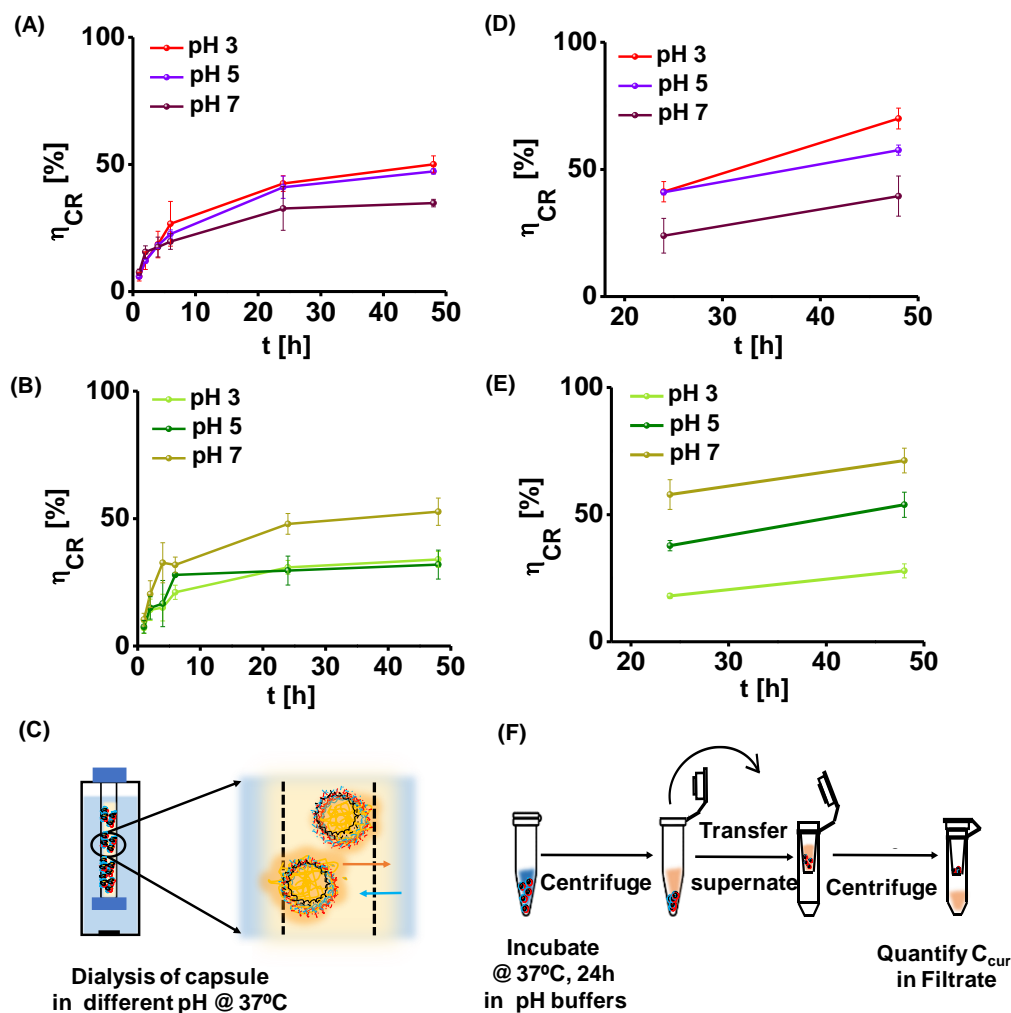 (A)
100
pH 3
pH 5
pH 7
50
0
η_CR [%]
0 10 20 30 40 50
t [h]
(D)
100
pH 3
pH 5
pH 7
50
0
η_CR [%]
20 30 40 50
t [h]
(B)
100
pH 3
pH 5
pH 7
50
0
η_CR [%]
0 10 20 30 40 50
t [h]
(E)
100
pH 3
pH 5
pH 7
50
0
η_CR [%]
20 30 40 50
t [h]
(C)
Dialysis of capsule
in different pH @ 37ºC
(F)
Centrifuge
Transfer
supernate
Centrifuge
Incubate
@ 37ºC, 24h
in pH buffers
Quantify C_cur
in Filtrate